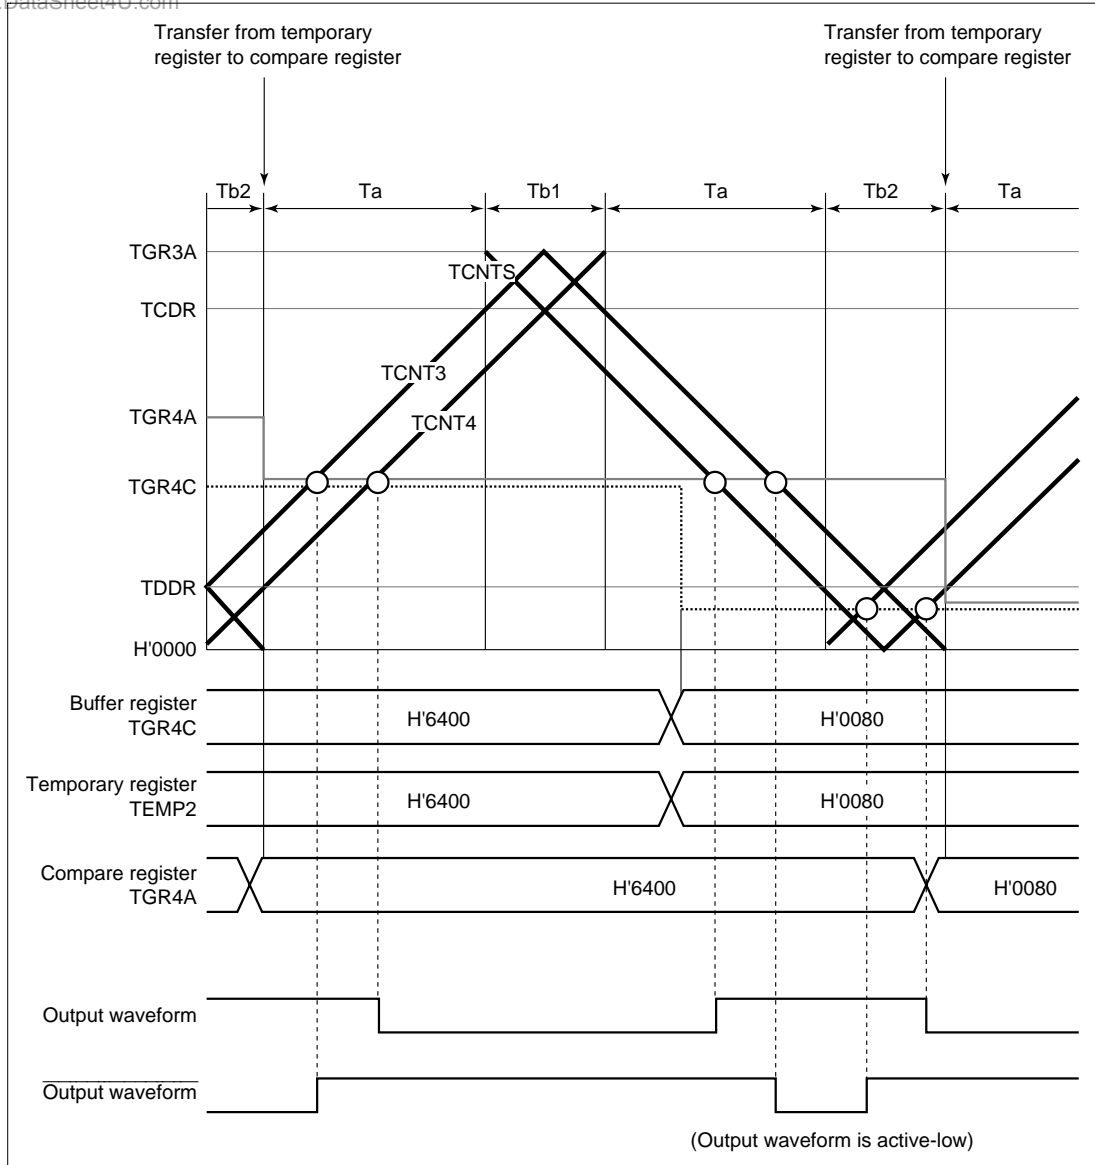 .DataSheet4U.com
Transfer from temporary
register to compare register
Transfer from temporary
register to compare register
Tb2
Ta
Tb1
Ta
Tb2
Ta
TGR3A
TCNTS
TCDR
TCNT3
TGR4A
TCNT4
TGR4C
TDDR
H'0000
Buffer register
TGR4C
H'6400
H'0080
Temporary register
TEMP2
H'6400
H'0080
Compare register
TGR4A
H'6400
H'0080
Output waveform
Output waveform
(Output waveform is active-low)